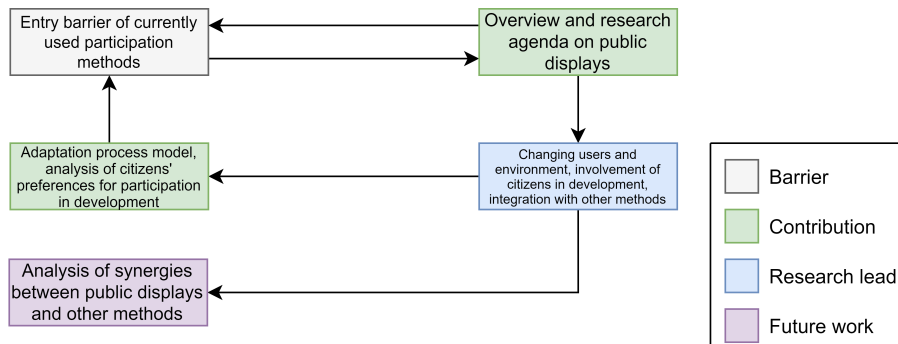 Entry barrier of currently
used participation
methods
Overview and research
agenda on public
displays
Adaptation process model,
analysis of citizens'
preferences for participation
in development
Changing users and
environment, involvement of
citizens in development,
integration with other methods
Analysis of synergies
between public displays
and other methods
Barrier
Contribution
Research lead
Future work